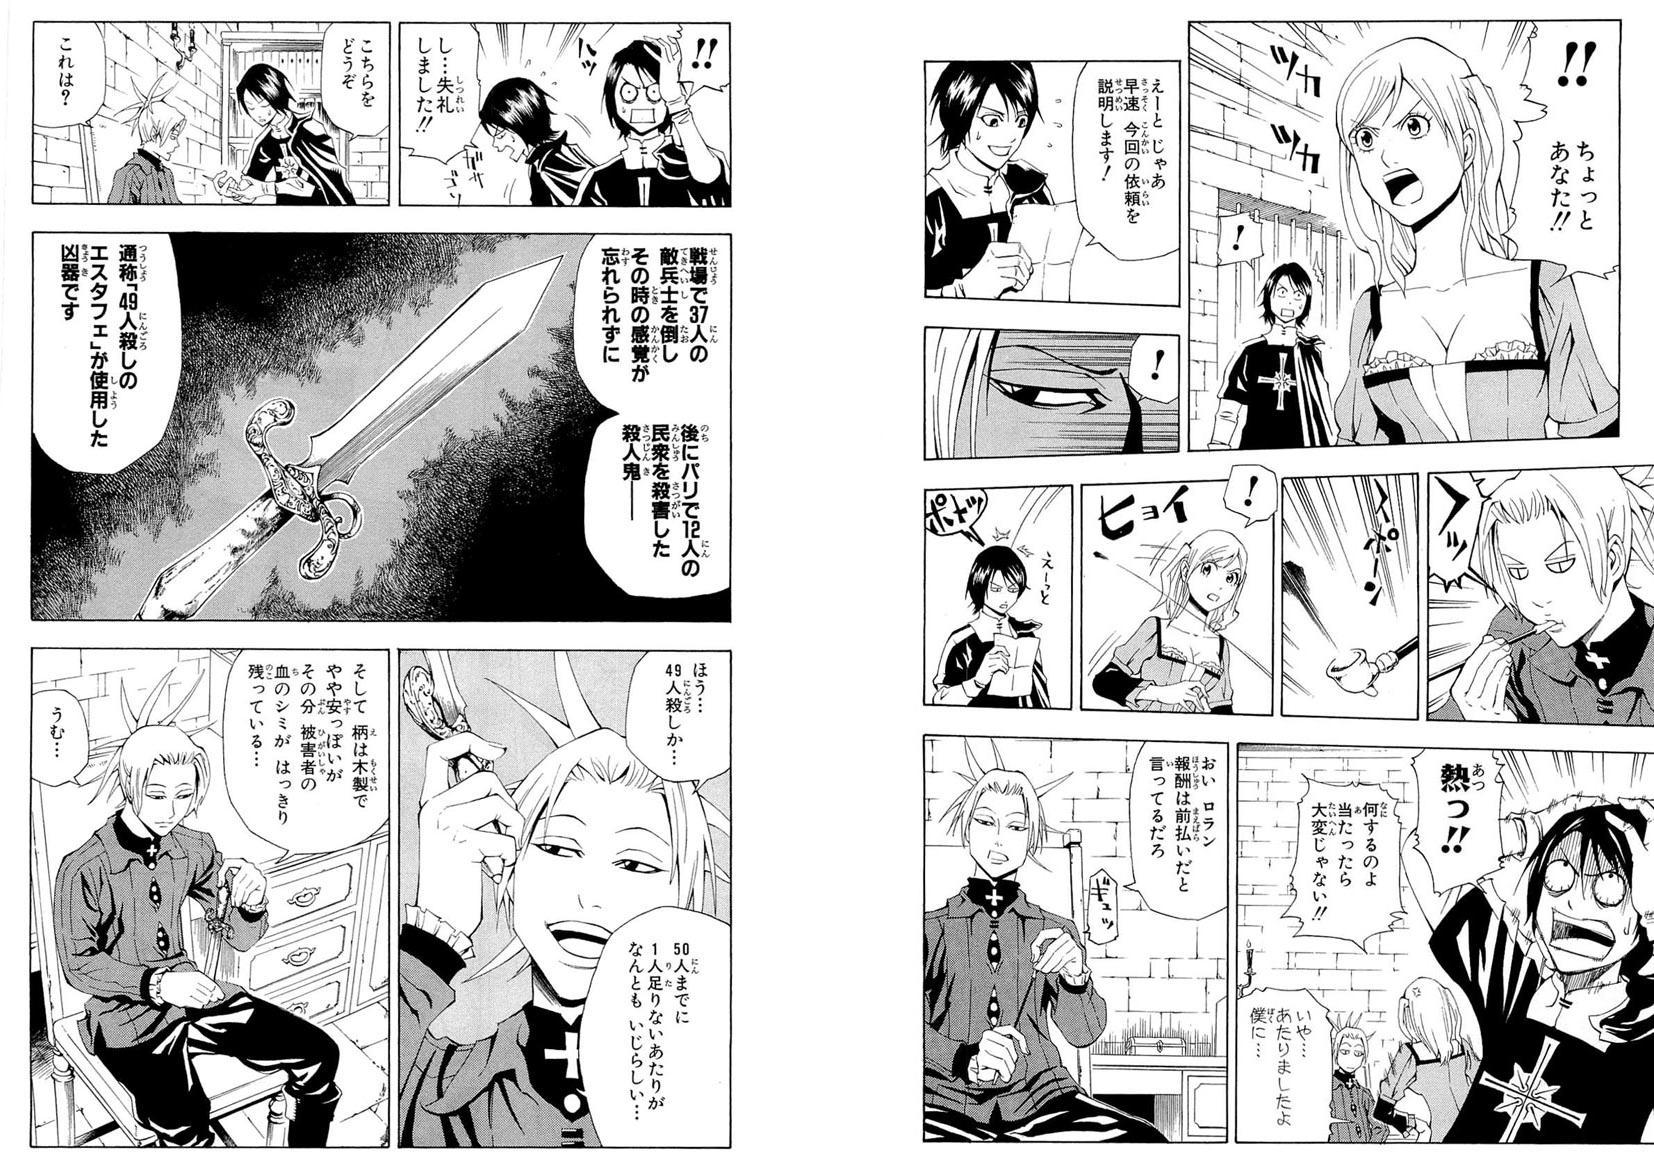 !!
ちょっと
あなた!!
ツカ
ツカ
!
えーと じゃあ
早速 今回の依頼を
説明します!
!
フーッ
ポーン
!
ヒョイ
えーっと
ポトッ
熱っ!!
何するのよ
当たったら
大変じゃない!!
いや…
あたりましたよ
僕に…
おい ロラン
報酬は前払いだと
言ってるだろ
ギュッ
!!
ハッ
し…失礼
しました!!
ゴソ
ゴソ
こちらを
どうぞ
これは?
戦場で37人の
敵兵士を倒し
その時の感覚が
忘れられずに
後にパリで12人の
民衆を殺害した
殺人鬼――
通称「49人殺しの
エスタフェ」が使用した
凶器です
ほう…
49人殺しか…
50人までに
1人足りないあたりが
なんとも いじらしい…
そして 柄は木製で
やや安っぽいが
その分 被害者の
血のシミが はっきり
残っている…
うむ…